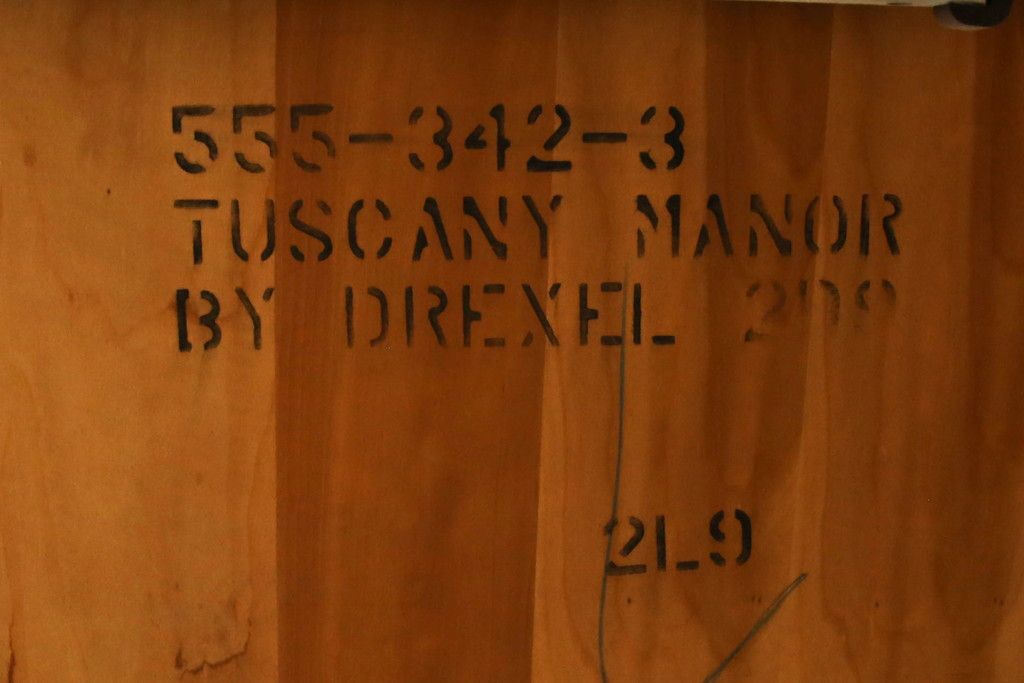 555-342-3
TUSCANY MANOR
BY DREXEL
2L9